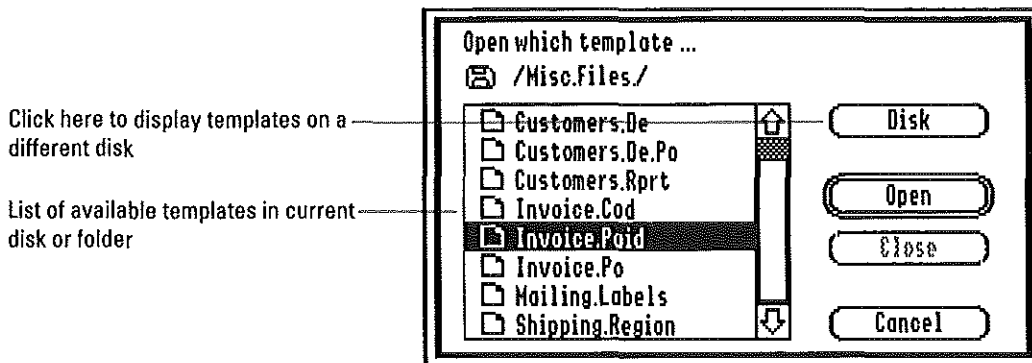 Open which template ...
/Misc.Files./
Click here to display templates on a
different disk
List of available templates in current
disk or folder
Customers.De
Customers.De.Po
Customers.Rprt
Invoice.Cod
Invoice.Paid
Invoice.Po
Mailing.Labels
Shipping.Region
Disk
Open
Close
Cancel